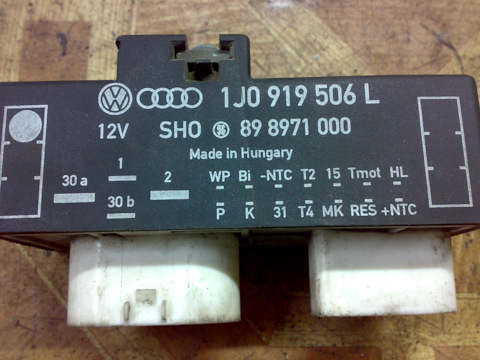 1J0 919 506 L
12V SHO 89 8971 000
Made in Hungary
1
30 a 2
30 b
WP Bi -NTC T2 15 Tmot HL
P K 31 T4 MK RES +NTC